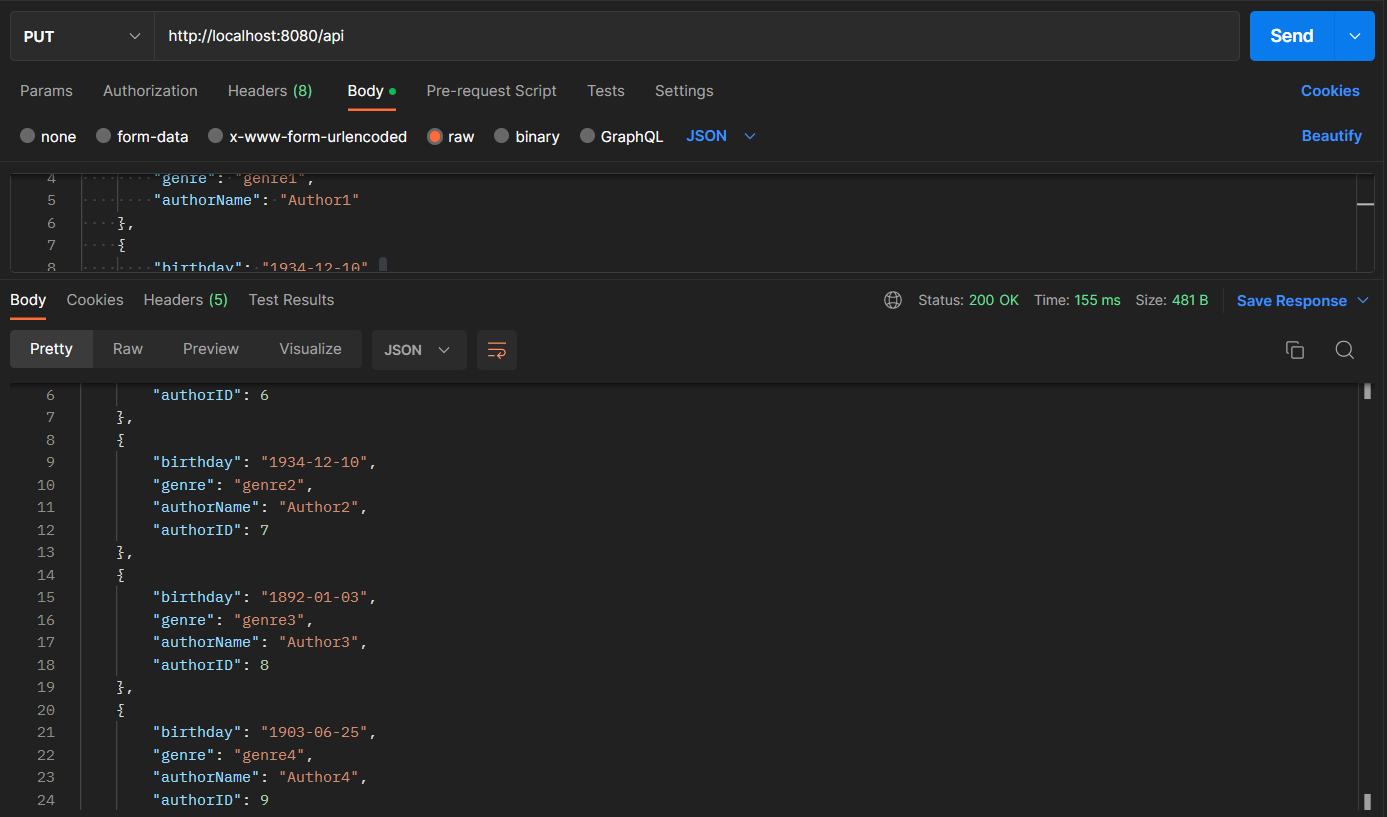 PUT http://localhost:8080/api Send
Params Authorization Headers (8) Body Pre-request Script Tests Settings Cookies
none form-data x-www-form-urlencoded raw binary GraphQL JSON Beautify
4 "genre": "genre1",
5 "authorName": "Author1"
6 },
7 {
8 "birthday": "1934-12-10"
Body Cookies Headers (5) Test Results Status: 200 OK Time: 155 ms Size: 481 B Save Response
Pretty Raw Preview Visualize JSON
6 "authorID": 6
7 },
8 {
9 "birthday": "1934-12-10",
10 "genre": "genre2",
11 "authorName": "Author2",
12 "authorID": 7
13 },
14 {
15 "birthday": "1892-01-03",
16 "genre": "genre3",
17 "authorName": "Author3",
18 "authorID": 8
19 },
20 {
21 "birthday": "1903-06-25",
22 "genre": "genre4",
23 "authorName": "Author4",
24 "authorID": 9